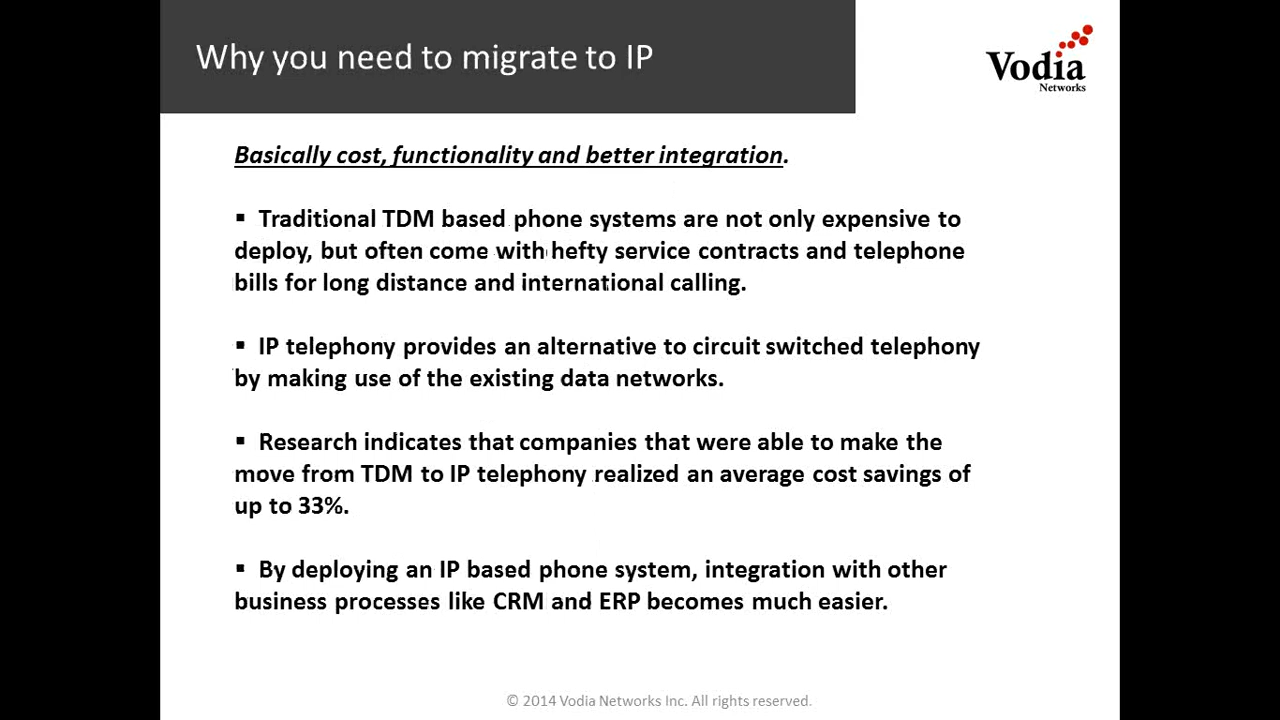 Why you need to migrate to IP
Vodia
Networks
Basically cost, functionality and better integration.
▪ Traditional TDM based phone systems are not only expensive to
deploy, but often come with hefty service contracts and telephone
bills for long distance and international calling.
▪ IP telephony provides an alternative to circuit switched telephony
by making use of the existing data networks.
▪ Research indicates that companies that were able to make the
move from TDM to IP telephony realized an average cost savings of
up to 33%.
▪ By deploying an IP based phone system, integration with other
business processes like CRM and ERP becomes much easier.
© 2014 Vodia Networks Inc. All rights reserved.